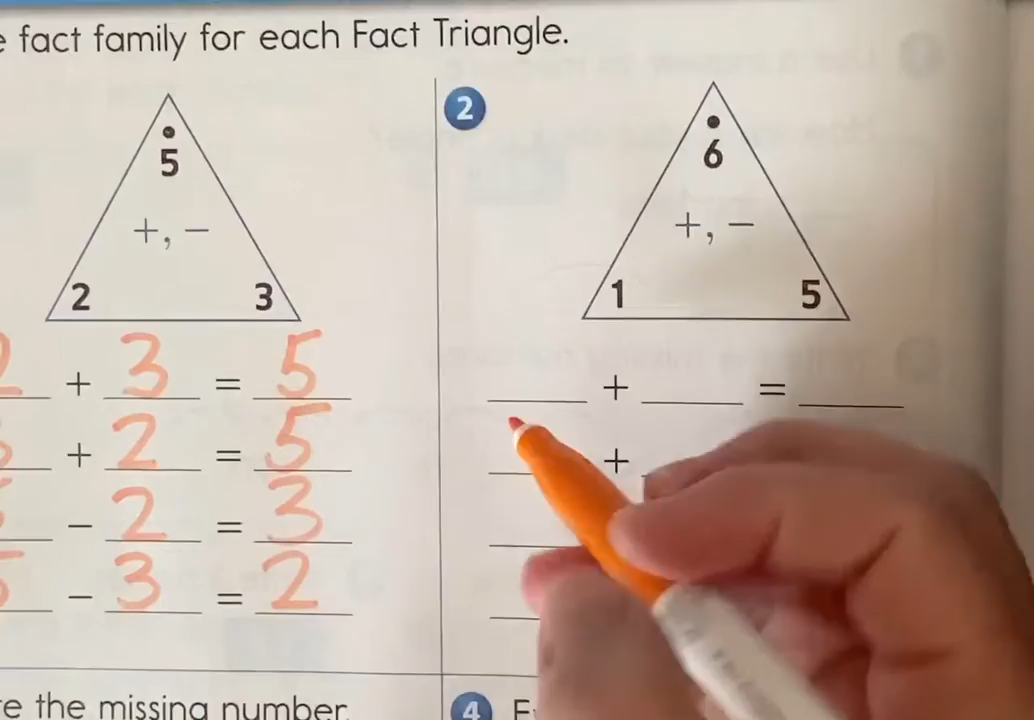 fact family for each Fact Triangle.
5
+, −
2 3
+ 3 = 5
+ 2 = 5
− 2 = 3
− 3 = 2
2
6
+, −
1 5
+ =
+
the missing number.
4